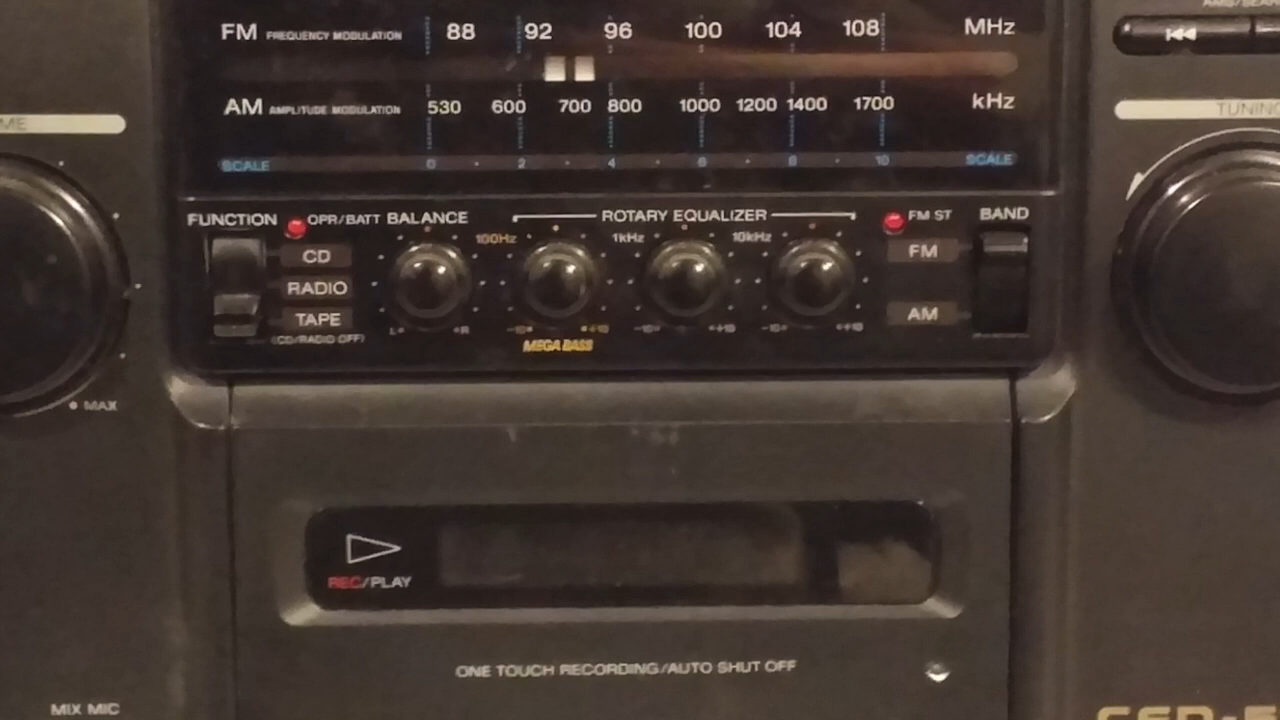 FM FREQUENCY MODULATION 88 92 96 100 104 108 MHz
AM AMPLITUDE MODULATION 530 600 700 800 1000 1200 1400 1700 kHz
SCALE 0 2 4 6 8 10 SCALE
TUNING
FUNCTION OPR/BATT BALANCE ROTARY EQUALIZER FM ST BAND
100Hz 1kHz 10kHz
CD
RADIO
TAPE
(CD/RADIO OFF)
L R -10 +10 -10 +10 -10 +10
MEGA BASS
FM
AM
MAX
REC/PLAY
ONE TOUCH RECORDING/AUTO SHUT OFF
MIX MIC